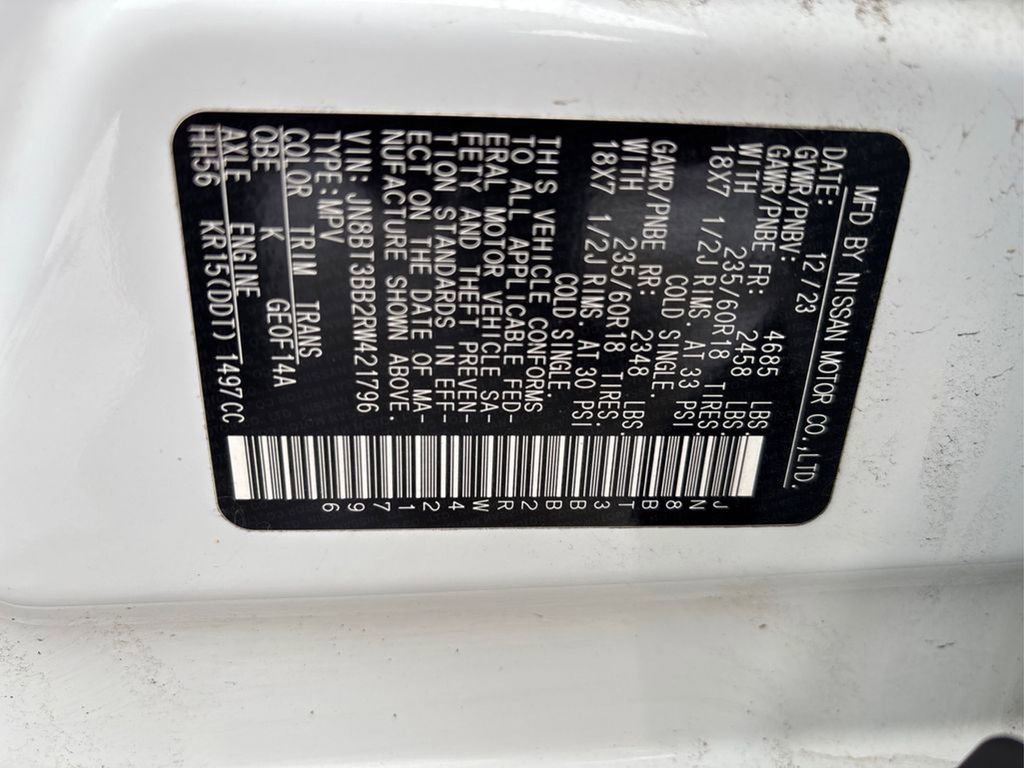 MFD BY NISSAN MOTOR CO.,LTD.
DATE: 12/23
GVWR/PNBV: 4685 LBS.
GAWR/PNBE FR: 2458 LBS.
WITH 235/60R18 TIRES.
18X7 1/2J RIMS. AT 33 PSI
COLD SINGLE.
GAWR/PNBE RR: 2348 LBS.
WITH 235/60R18 TIRES.
18X7 1/2J RIMS. AT 30 PSI
COLD SINGLE.
THIS VEHICLE CONFORMS
TO ALL APPLICABLE FED-
ERAL MOTOR VEHICLE SA-
FETY AND THEFT PREVEN-
TION STANDARDS IN EFF-
ECT ON THE DATE OF MA-
NUFACTURE SHOWN ABOVE.
VIN: JN8BT3BB2RW421796
TYPE:MPV
COLOR TRIM TRANS
QBE K GE0F14A
AXLE ENGINE
HH56 KR15(DDT) 1497CC
JN8BT3BB2RW421796